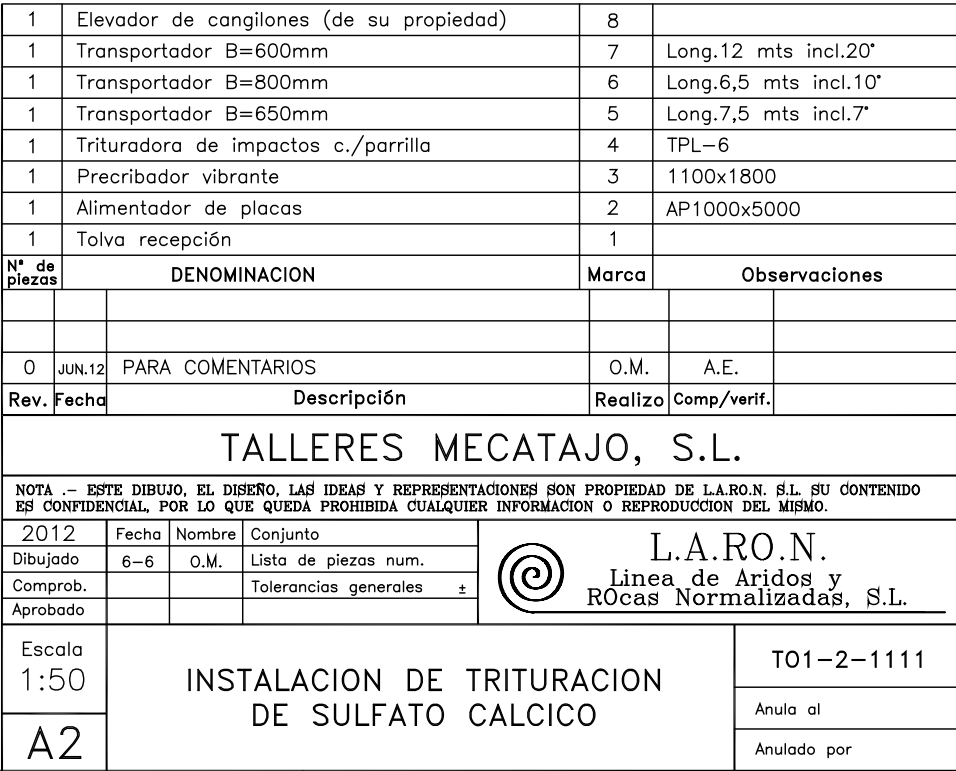 1 Elevador de cangilones (de su propiedad) 8
1 Transportador B=600mm 7 Long.12 mts incl.20°
1 Transportador B=800mm 6 Long.6,5 mts incl.10°
1 Transportador B=650mm 5 Long.7,5 mts incl.7°
1 Trituradora de impactos c./parrilla 4 TPL-6
1 Precribador vibrante 3 1100x1800
1 Alimentador de placas 2 AP1000x5000
1 Tolva recepción 1
N° de piezas DENOMINACION Marca Observaciones
0 JUN.12 PARA COMENTARIOS O.M. A.E.
Rev. Fecha Descripción Realizo Comp/verif.
TALLERES MECATAJO, S.L.
NOTA .- ESTE DIBUJO, EL DISEÑO, LAS IDEAS Y REPRESENTACIONES SON PROPIEDAD DE L.A.RO.N. S.L. SU CONTENIDO
ES CONFIDENCIAL, POR LO QUE QUEDA PROHIBIDA CUALQUIER INFORMACION O REPRODUCCION DEL MISMO.
2012 Fecha Nombre Conjunto
Dibujado 6-6 O.M. Lista de piezas num.
Comprob. Tolerancias generales ±
Aprobado
L.A.RO.N.
Linea de Aridos y
ROcas Normalizadas, S.L.
Escala
1:50
A2
INSTALACION DE TRITURACION
DE SULFATO CALCICO
T01-2-1111
Anula al
Anulado por